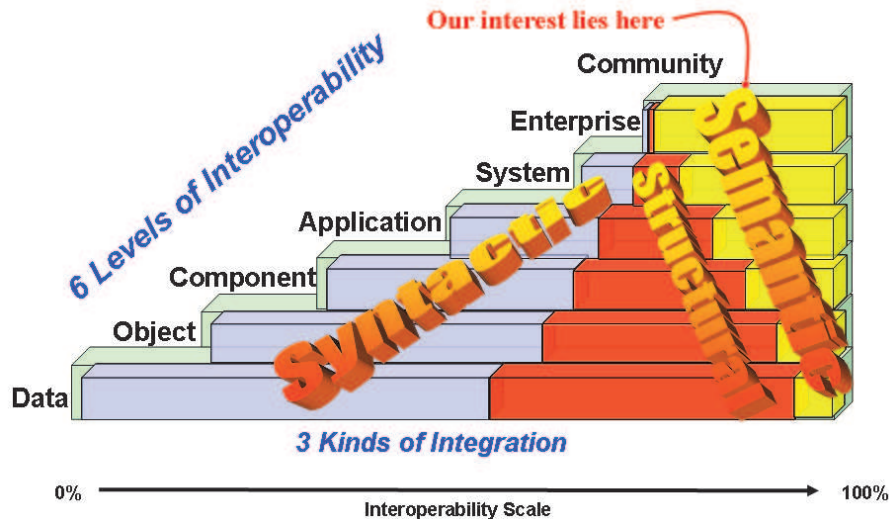 Our interest lies here
6 Levels of Interoperability
Community
Enterprise
System
Application
Component
Object
Data
Syntactic
Structural
Semantic
3 Kinds of Integration
0%
100%
Interoperability Scale